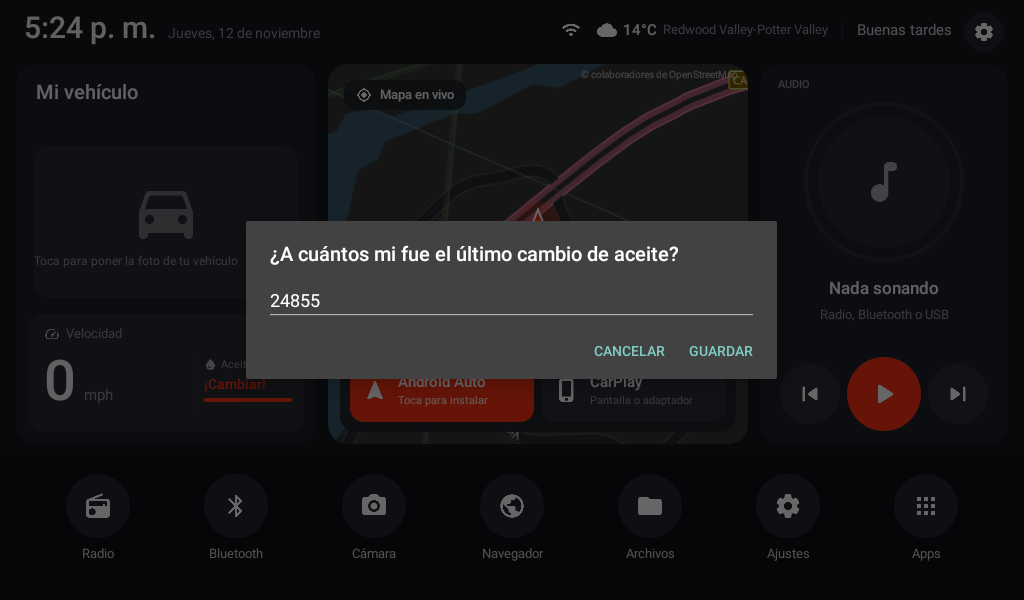 5:24 p. m. Jueves, 12 de noviembre
14°C Redwood Valley-Potter Valley
Buenas tardes
Mi vehículo
Toca para poner la foto de tu vehículo
Velocidad
0 mph
Aceit
¡Cambiar!
© colaboradores de OpenStreetMap
CA
Mapa en vivo
¿A cuántos mi fue el último cambio de aceite?
24855
CANCELAR GUARDAR
Android Auto
Toca para instalar
CarPlay
Pantalla o adaptador
AUDIO
Nada sonando
Radio, Bluetooth o USB
Radio Bluetooth Cámara Navegador Archivos Ajustes Apps